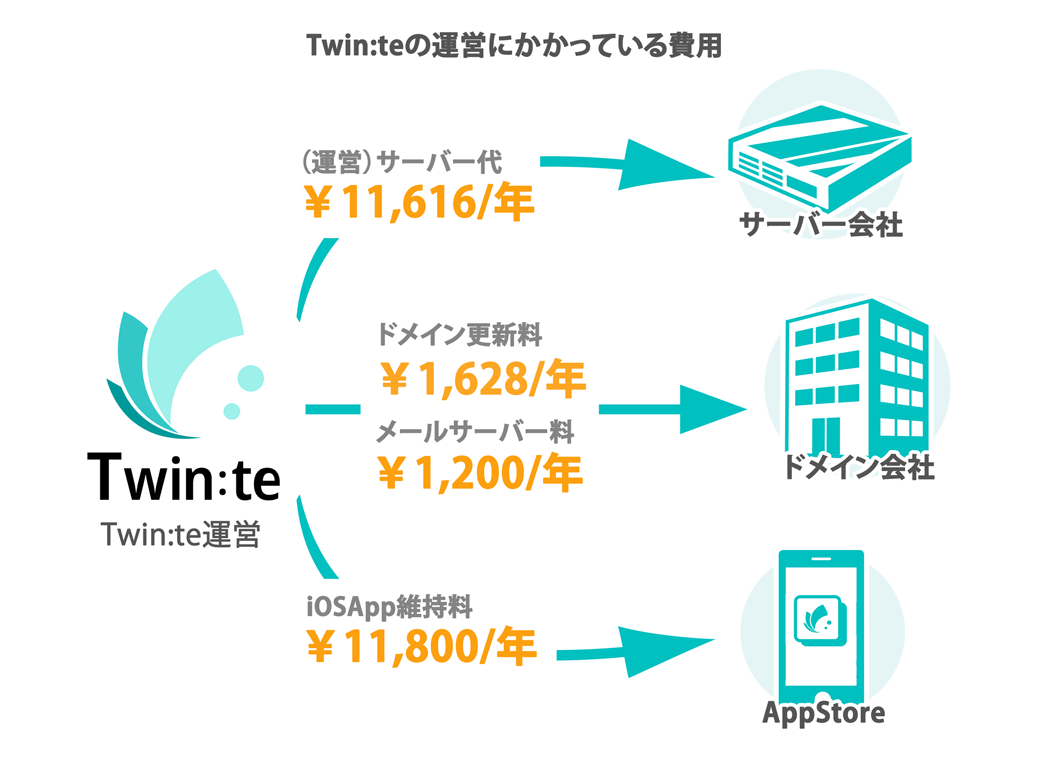 Twin:teの運営にかかっている費用
（運営）サーバー代
￥11,616/年
サーバー会社
ドメイン更新料
￥1,628/年
メールサーバー料
￥1,200/年
ドメイン会社
Twin:te
Twin:te運営
iOSApp維持料
￥11,800/年
AppStore